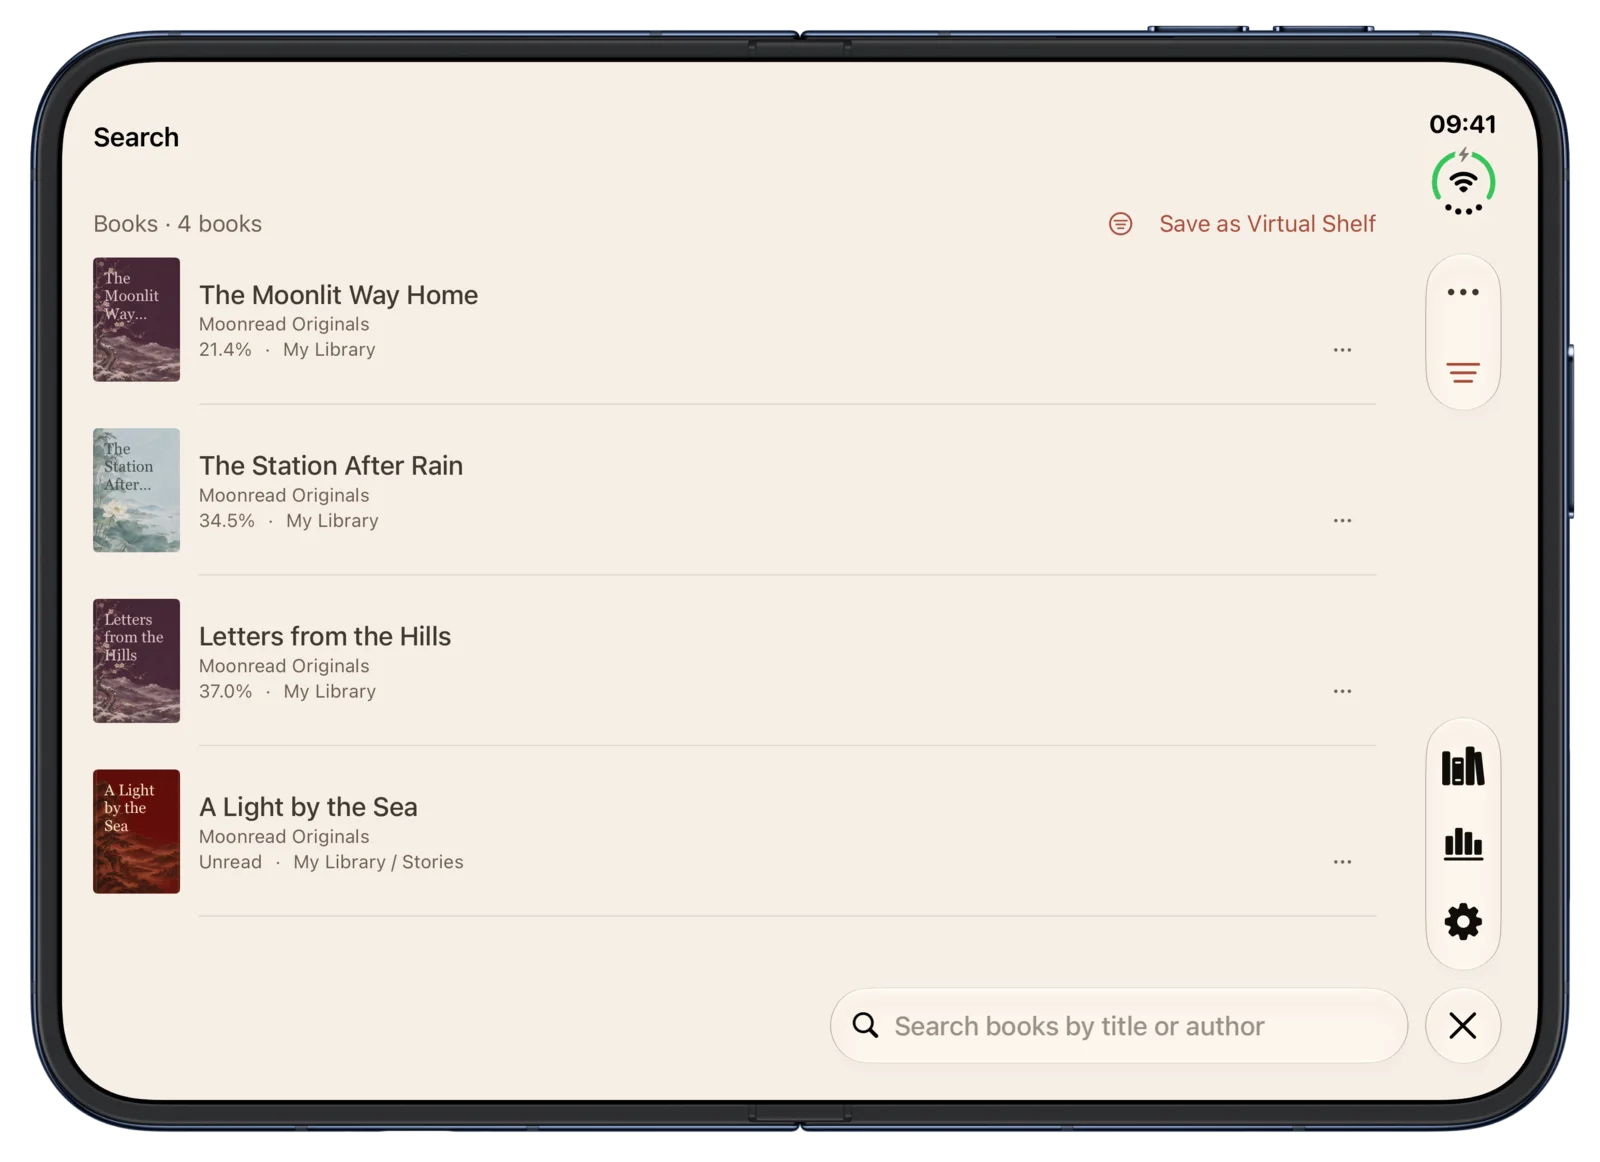 Search
09:41
Books · 4 books
Save as Virtual Shelf
The
Moonlit
Way...
The Moonlit Way Home
Moonread Originals
21.4% · My Library
The
Station
After...
The Station After Rain
Moonread Originals
34.5% · My Library
Letters
from the
Hills
Letters from the Hills
Moonread Originals
37.0% · My Library
A Light
by the
Sea
A Light by the Sea
Moonread Originals
Unread · My Library / Stories
Search books by title or author